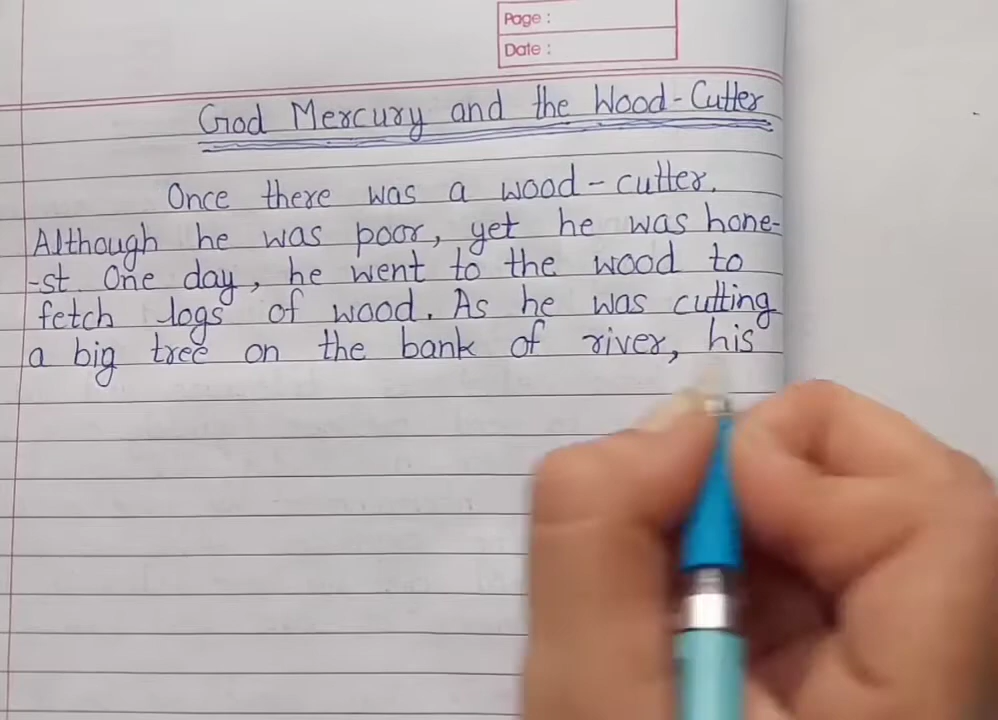 Page :
Date :
God Mercury and the Wood-Cutter
Once there was a wood-cutter.
Although he was poor, yet he was hone-
-st. One day, he went to the wood to
fetch logs of wood. As he was cutting
a big tree on the bank of river, his